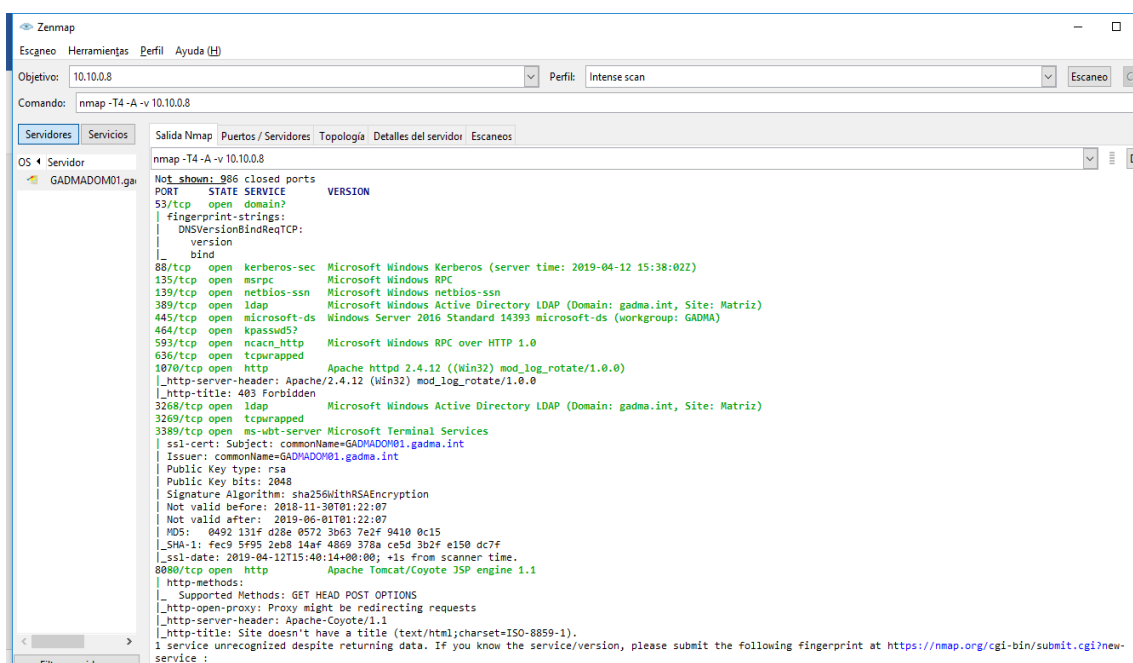 Zenmap
Escaneo Herramientas Perfil Ayuda (H)
Objetivo: 10.10.0.8 Perfil: Intense scan Escaneo
Comando: nmap -T4 -A -v 10.10.0.8
Servidores Servicios Salida Nmap Puertos / Servidores Topología Detalles del servidor Escaneos
OS Servidor nmap -T4 -A -v 10.10.0.8
GADMADOM01.gad
Not shown: 986 closed ports
PORT STATE SERVICE VERSION
53/tcp open domain?
| fingerprint-strings:
| DNSVersionBindReqTCP:
| version
|_ bind
88/tcp open kerberos-sec Microsoft Windows Kerberos (server time: 2019-04-12 15:38:02Z)
135/tcp open msrpc Microsoft Windows RPC
139/tcp open netbios-ssn Microsoft Windows netbios-ssn
389/tcp open ldap Microsoft Windows Active Directory LDAP (Domain: gadma.int, Site: Matriz)
445/tcp open microsoft-ds Windows Server 2016 Standard 14393 microsoft-ds (workgroup: GADMA)
464/tcp open kpasswd5?
593/tcp open ncacn_http Microsoft Windows RPC over HTTP 1.0
636/tcp open tcpwrapped
1070/tcp open http Apache httpd 2.4.12 ((Win32) mod_log_rotate/1.0.0)
|_http-server-header: Apache/2.4.12 (Win32) mod_log_rotate/1.0.0
|_http-title: 403 Forbidden
3268/tcp open ldap Microsoft Windows Active Directory LDAP (Domain: gadma.int, Site: Matriz)
3269/tcp open tcpwrapped
3389/tcp open ms-wbt-server Microsoft Terminal Services
| ssl-cert: Subject: commonName=GADMADOM01.gadma.int
| Issuer: commonName=GADMADOM01.gadma.int
| Public Key type: rsa
| Public Key bits: 2048
| Signature Algorithm: sha256WithRSAEncryption
| Not valid before: 2018-11-30T01:22:07
| Not valid after: 2019-06-01T01:22:07
| MD5: 0492 131f d28e 0572 3b63 7e2f 9410 0c15
|_SHA-1: fec9 5f95 2eb8 14af 4869 378a ce5d 3b2f e150 dc7f
|_ssl-date: 2019-04-12T15:40:14+00:00; +1s from scanner time.
8080/tcp open http Apache Tomcat/Coyote JSP engine 1.1
| http-methods:
|_ Supported Methods: GET HEAD POST OPTIONS
|_http-open-proxy: Proxy might be redirecting requests
|_http-server-header: Apache-Coyote/1.1
|_http-title: Site doesn't have a title (text/html;charset=ISO-8859-1).
1 service unrecognized despite returning data. If you know the service/version, please submit the following fingerprint at https://nmap.org/cgi-bin/submit.cgi?new-
service :